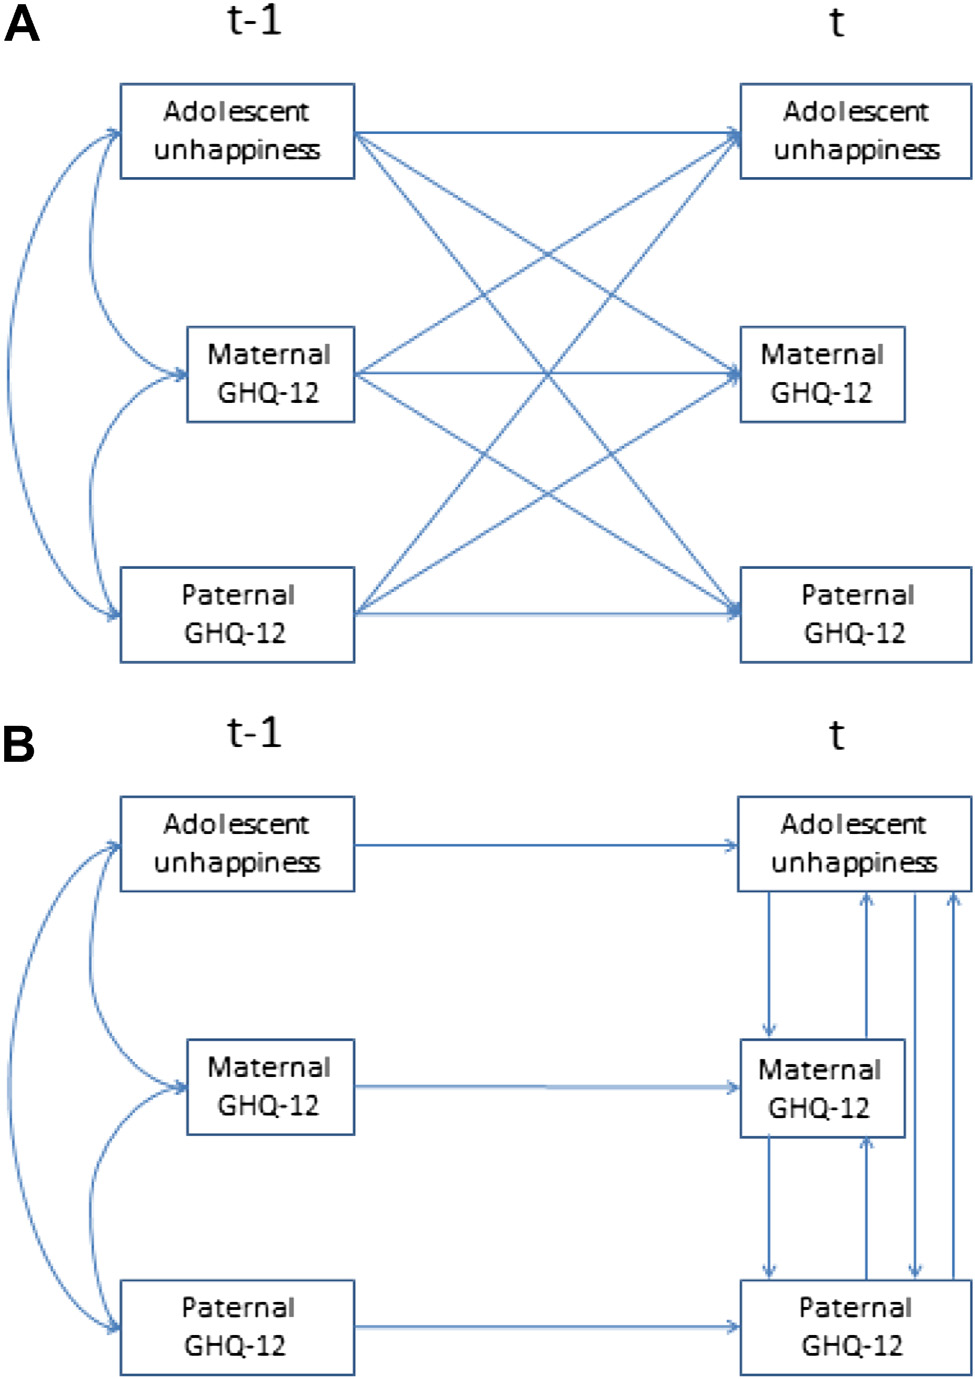 A
t-1
t
Adolescent
unhappiness
Adolescent
unhappiness
Maternal
GHQ-12
Maternal
GHQ-12
Paternal
GHQ-12
Paternal
GHQ-12
B
t-1
t
Adolescent
unhappiness
Adolescent
unhappiness
Maternal
GHQ-12
Maternal
GHQ-12
Paternal
GHQ-12
Paternal
GHQ-12